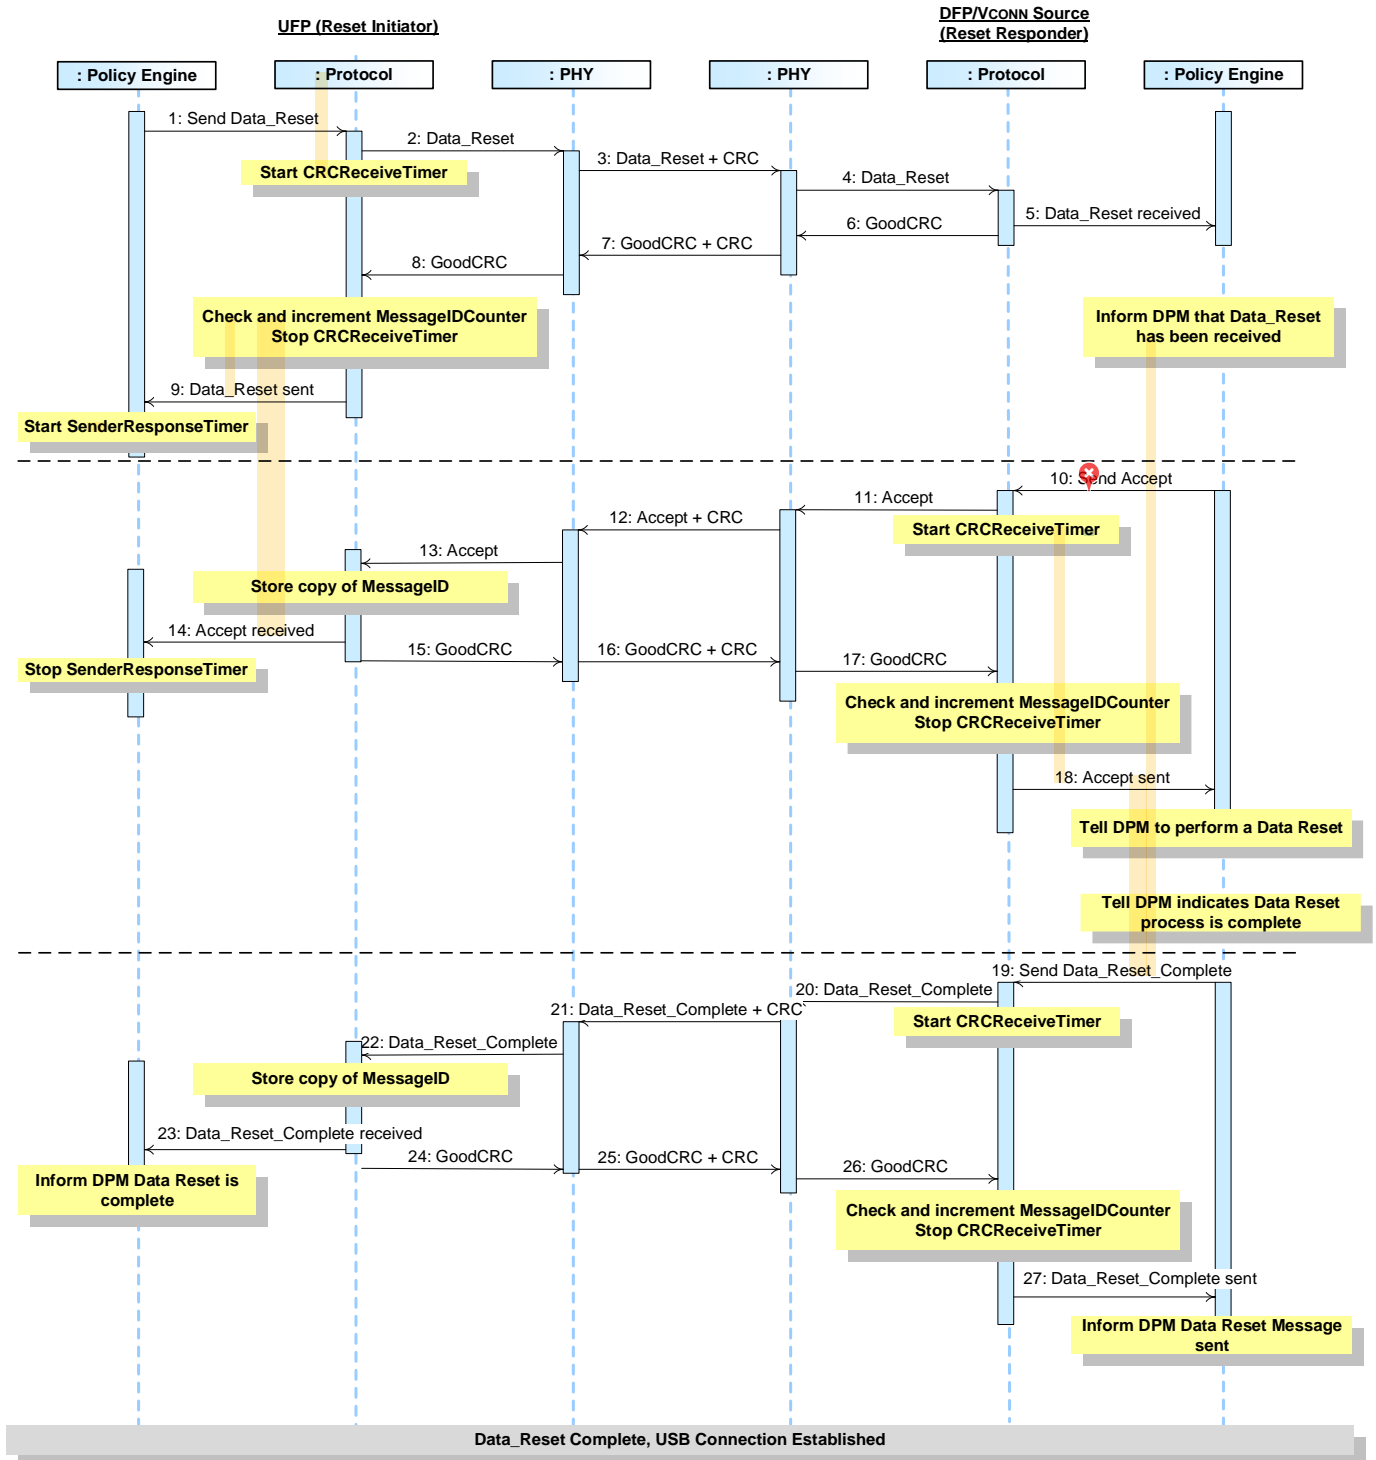 UFP (Reset Initiator)
DFP/VCONN Source
(Reset Responder)
: Policy Engine
: Protocol
: PHY
: PHY
: Protocol
: Policy Engine
1: Send Data_Reset
2: Data_Reset
Start CRCReceiveTimer
3: Data_Reset + CRC
4: Data_Reset
5: Data_Reset received
6: GoodCRC
7: GoodCRC + CRC
8: GoodCRC
Check and increment MessageIDCounter
Stop CRCReceiveTimer
Inform DPM that Data_Reset
has been received
9: Data_Reset sent
Start SenderResponseTimer
10: Send Accept
11: Accept
Start CRCReceiveTimer
12: Accept + CRC
13: Accept
Store copy of MessageID
14: Accept received
15: GoodCRC
16: GoodCRC + CRC
17: GoodCRC
Stop SenderResponseTimer
Check and increment MessageIDCounter
Stop CRCReceiveTimer
18: Accept sent
Tell DPM to perform a Data Reset
Tell DPM indicates Data Reset
process is complete
19: Send Data_Reset_Complete
20: Data_Reset_Complete
Start CRCReceiveTimer
21: Data_Reset_Complete + CRC
22: Data_Reset_Complete
Store copy of MessageID
23: Data_Reset_Complete received
24: GoodCRC
25: GoodCRC + CRC
26: GoodCRC
Inform DPM Data Reset is
complete
Check and increment MessageIDCounter
Stop CRCReceiveTimer
27: Data_Reset_Complete sent
Inform DPM Data Reset Message
sent
Data_Reset Complete, USB Connection Established